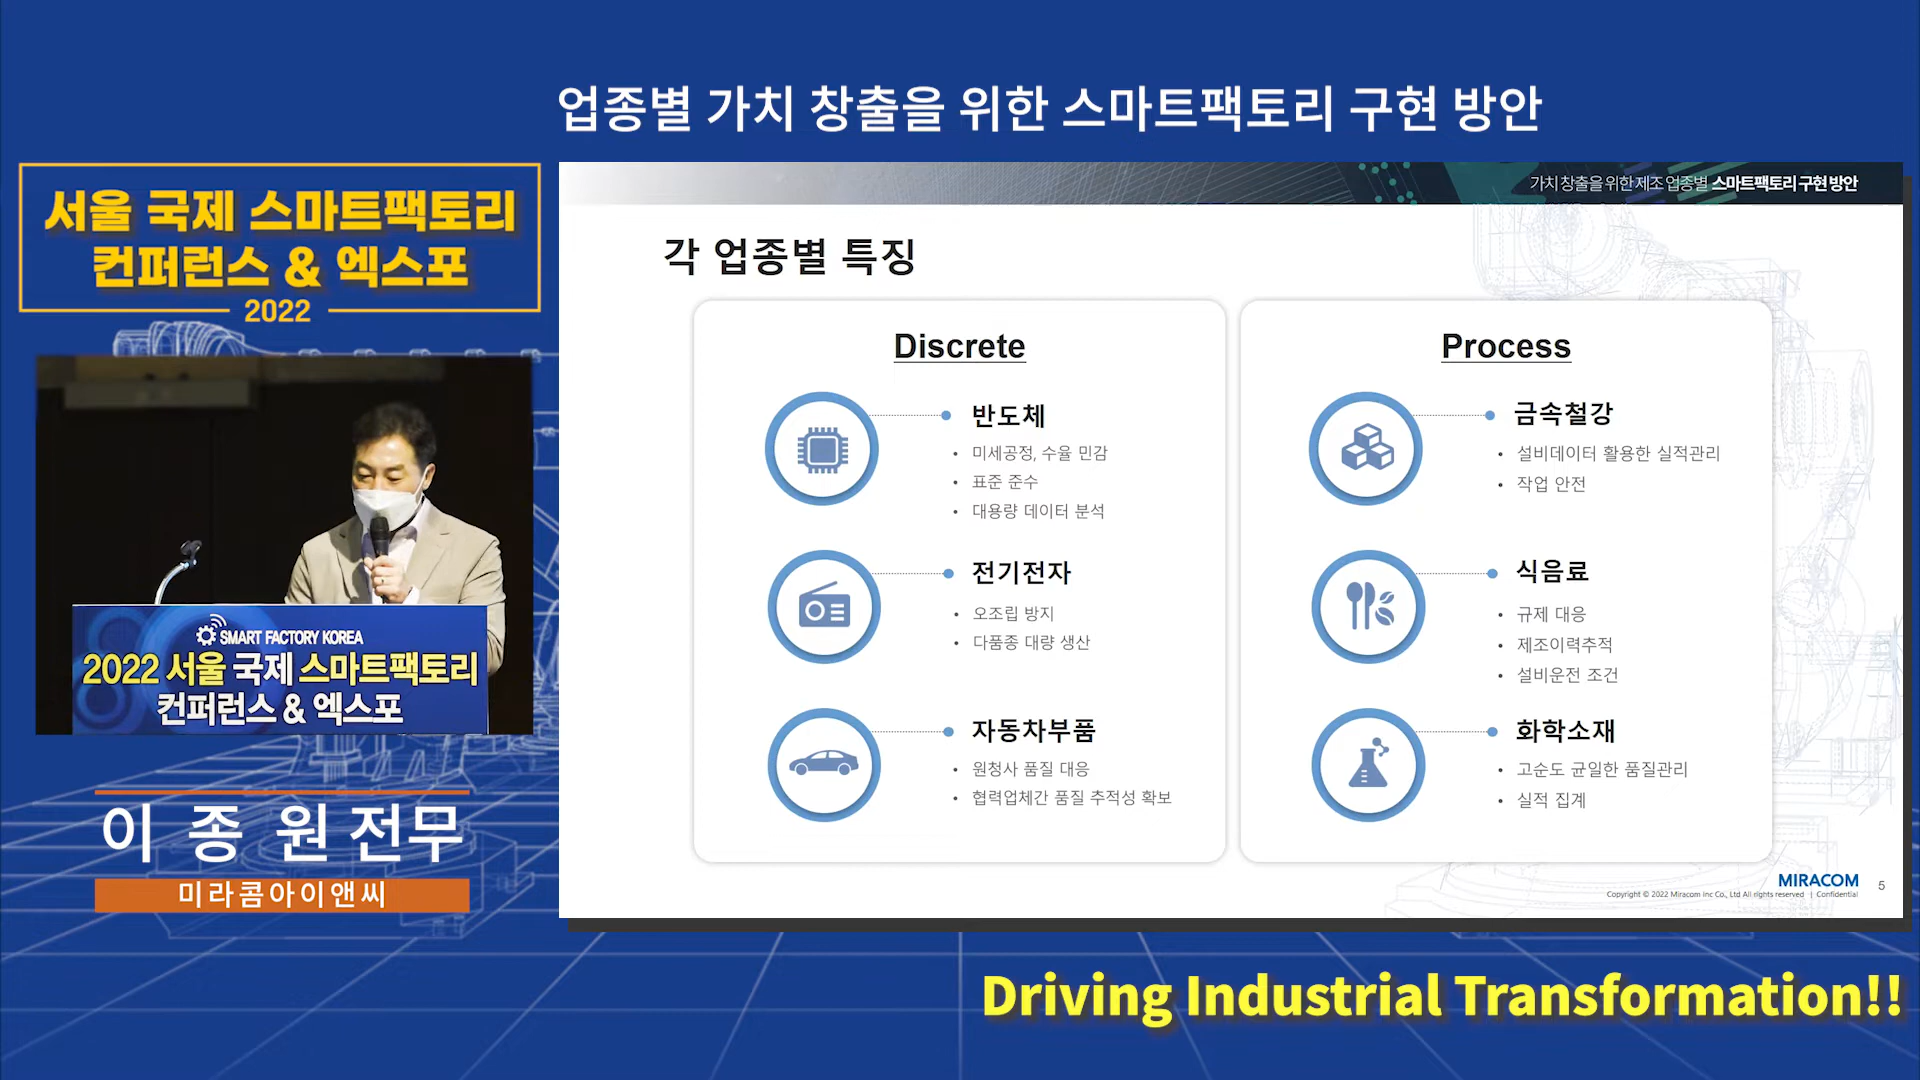 업종별 가치 창출을 위한 스마트팩토리 구현 방안
서울 국제 스마트팩토리
컨퍼런스 & 엑스포
2022
SMART FACTORY KOREA
2022 서울 국제 스마트팩토리
컨퍼런스 & 엑스포
이 종 원 전무
미라콤아이앤씨
가치 창출을 위한 제조 업종별 스마트팩토리 구현 방안
각 업종별 특징
Discrete
반도체
• 미세공정, 수율 민감
• 표준 준수
• 대용량 데이터 분석
전기전자
• 오조립 방지
• 다품종 대량 생산
자동차부품
• 원청사 품질 대응
• 협력업체간 품질 추적성 확보
Process
금속철강
• 설비데이터 활용한 실적관리
• 작업 안전
식음료
• 규제 대응
• 제조이력추적
• 설비운전 조건
화학소재
• 고순도 균일한 품질관리
• 실적 집계
MIRACOM
Copyright © 2022 Miracom Inc Co., Ltd All rights reserved | Confidential
5
Driving Industrial Transformation!!